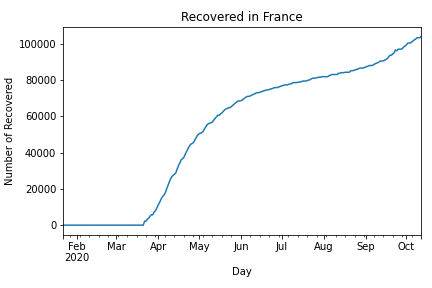 Recovered in France
Number of Recovered
100000
80000
60000
40000
20000
0
Feb Mar Apr May Jun Jul Aug Sep Oct
2020
Day